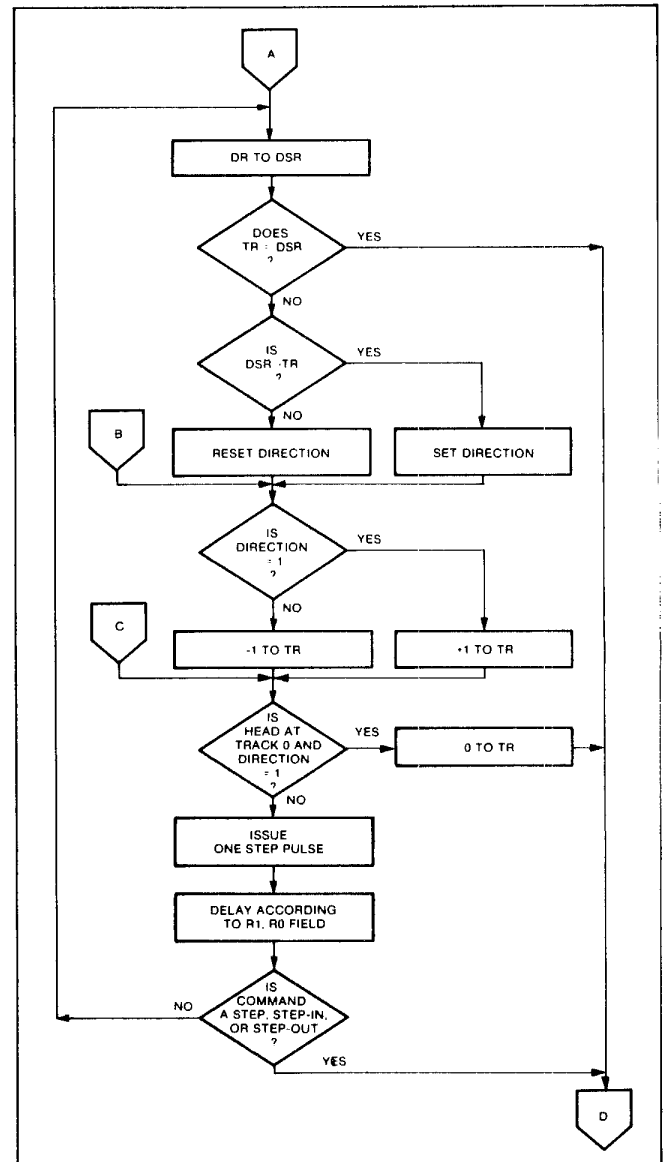 A
DR TO DSR
DOES
TR = DSR
?
YES
NO
IS
DSR TR
?
YES
NO
B
RESET DIRECTION
SET DIRECTION
IS
DIRECTION
= 1
?
YES
NO
C
-1 TO TR
+1 TO TR
IS
HEAD AT
TRACK 0 AND
DIRECTION
= 1
?
YES
0 TO TR
NO
ISSUE
ONE STEP PULSE
DELAY ACCORDING
TO R1, R0 FIELD
IS
COMMAND
A STEP, STEP-IN,
OR STEP-OUT
?
NO
YES
D